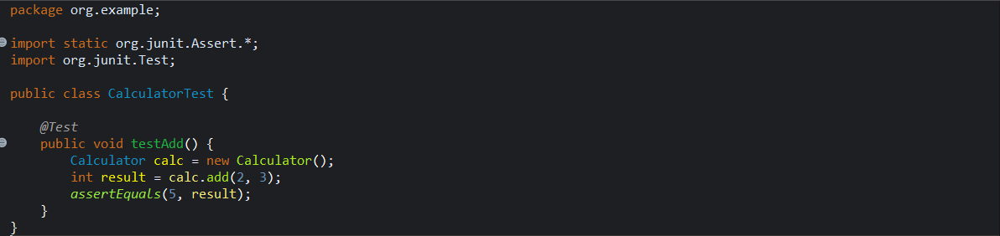 package org.example;
import static org.junit.Assert.*;
import org.junit.Test;
public class CalculatorTest {
@Test
public void testAdd() {
Calculator calc = new Calculator();
int result = calc.add(2, 3);
assertEquals(5, result);
}
}